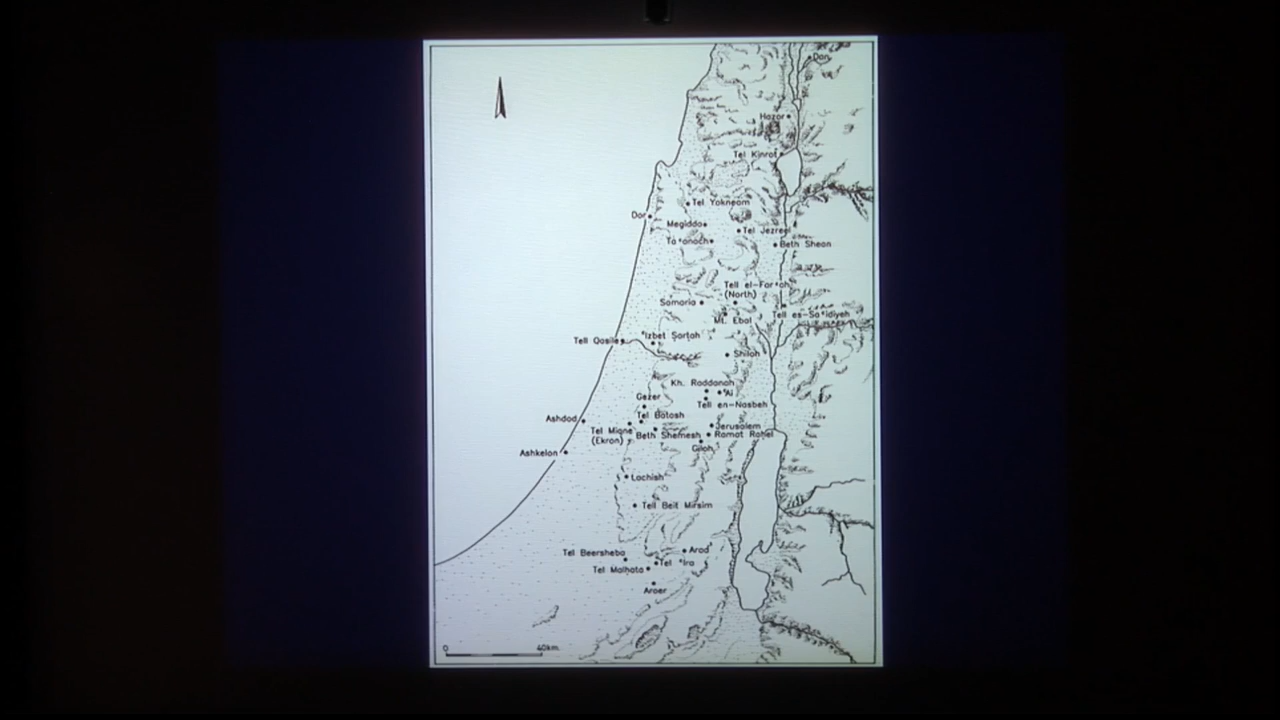 Dan
Hazor
Tel Kinrot
Tel Yokneam
Dor
Megiddo
Tel Jezreel
Ta‘anach
Beth Shean
Tell el-Far‘ah
(North)
Samaria
Mt. Ebal
Tell es-Sa‘idiyeh
‘Izbet Sartah
Tell Qasile
Shiloh
Kh. Raddanah
‘Ai
Gezer
Tell en-Nasbeh
Tel Batash
Ashdod
Jerusalem
Tel Miqne
(Ekron)
Beth Shemesh
Ramat Rahel
Giloh
Ashkelon
Lachish
Tell Beit Mirsim
Arad
Tel Beersheba
Tel ‘Ira
Tel Malhata
Aroer
0 40km.